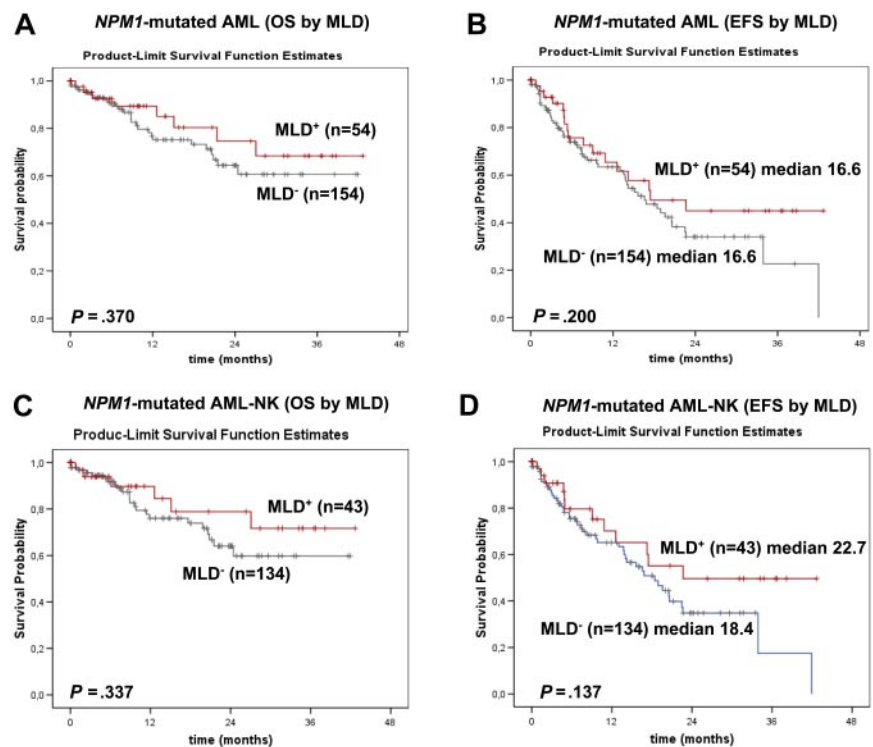 A
NPM1-mutated AML (OS by MLD)
Product-Limit Survival Function Estimates
Survival Probability
1,0
0,8
0,6
0,4
0,2
0,0
MLD+ (n=54)
MLD- (n=154)
P = .370
0 12 24 36 48
time (months)
B
NPM1-mutated AML (EFS by MLD)
Product-Limit Survival Function Estimates
Survival Probability
1,0
0,8
0,6
0,4
0,2
0,0
MLD+ (n=54) median 16.6
MLD- (n=154) median 16.6
P = .200
0 12 24 36 48
time (months)
C
NPM1-mutated AML-NK (OS by MLD)
Produc-Limit Survival Function Estimates
Survival Probability
1,0
0,8
0,6
0,4
0,2
0,0
MLD+ (n=43)
MLD- (n=134)
P = .337
0 12 24 36 48
time (months)
D
NPM1-mutated AML-NK (EFS by MLD)
Product-Limit Survival Function Estimates
Survival Probability
1,0
0,8
0,6
0,4
0,2
0,0
MLD+ (n=43) median 22.7
MLD- (n=134) median 18.4
P = .137
0 12 24 36 48
time (months)